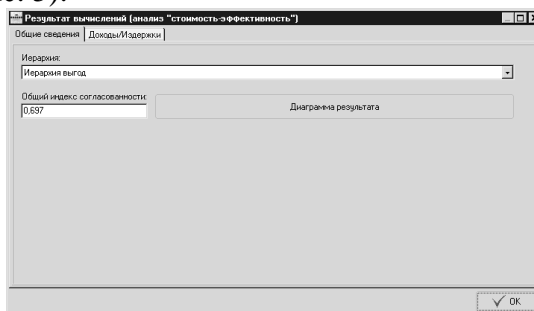 Результат вычислений (анализ "стоимость-эффективность")
Общие сведения Доходы/Издержки
Иерархия:
Иерархия выгод
Общий индекс согласованности:
0,697
Диаграмма результата
OK